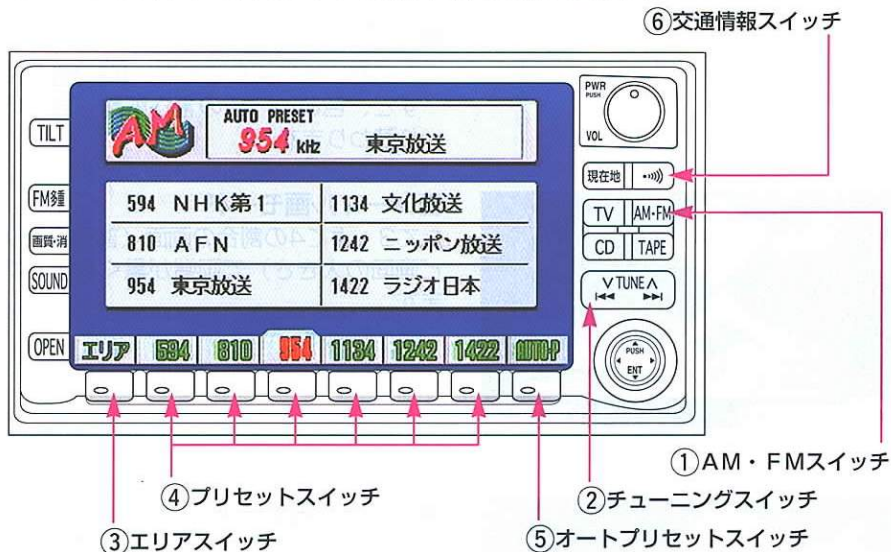 ⑥交通情報スイッチ
PWR
PUSH
VOL
TILT
FM多重
画質・消
SOUND
OPEN
AM
AUTO PRESET
954 kHz 東京放送
594 NHK第1
1134 文化放送
810 AFN
1242 ニッポン放送
954 東京放送
1422 ラジオ日本
エリア 594 810 954 1134 1242 1422 AUTO-P
現在地
TV AM・FM
CD TAPE
∨ TUNE ∧
PUSH
ENT
①AM・FMスイッチ
④プリセットスイッチ
②チューニングスイッチ
③エリアスイッチ
⑤オートプリセットスイッチ